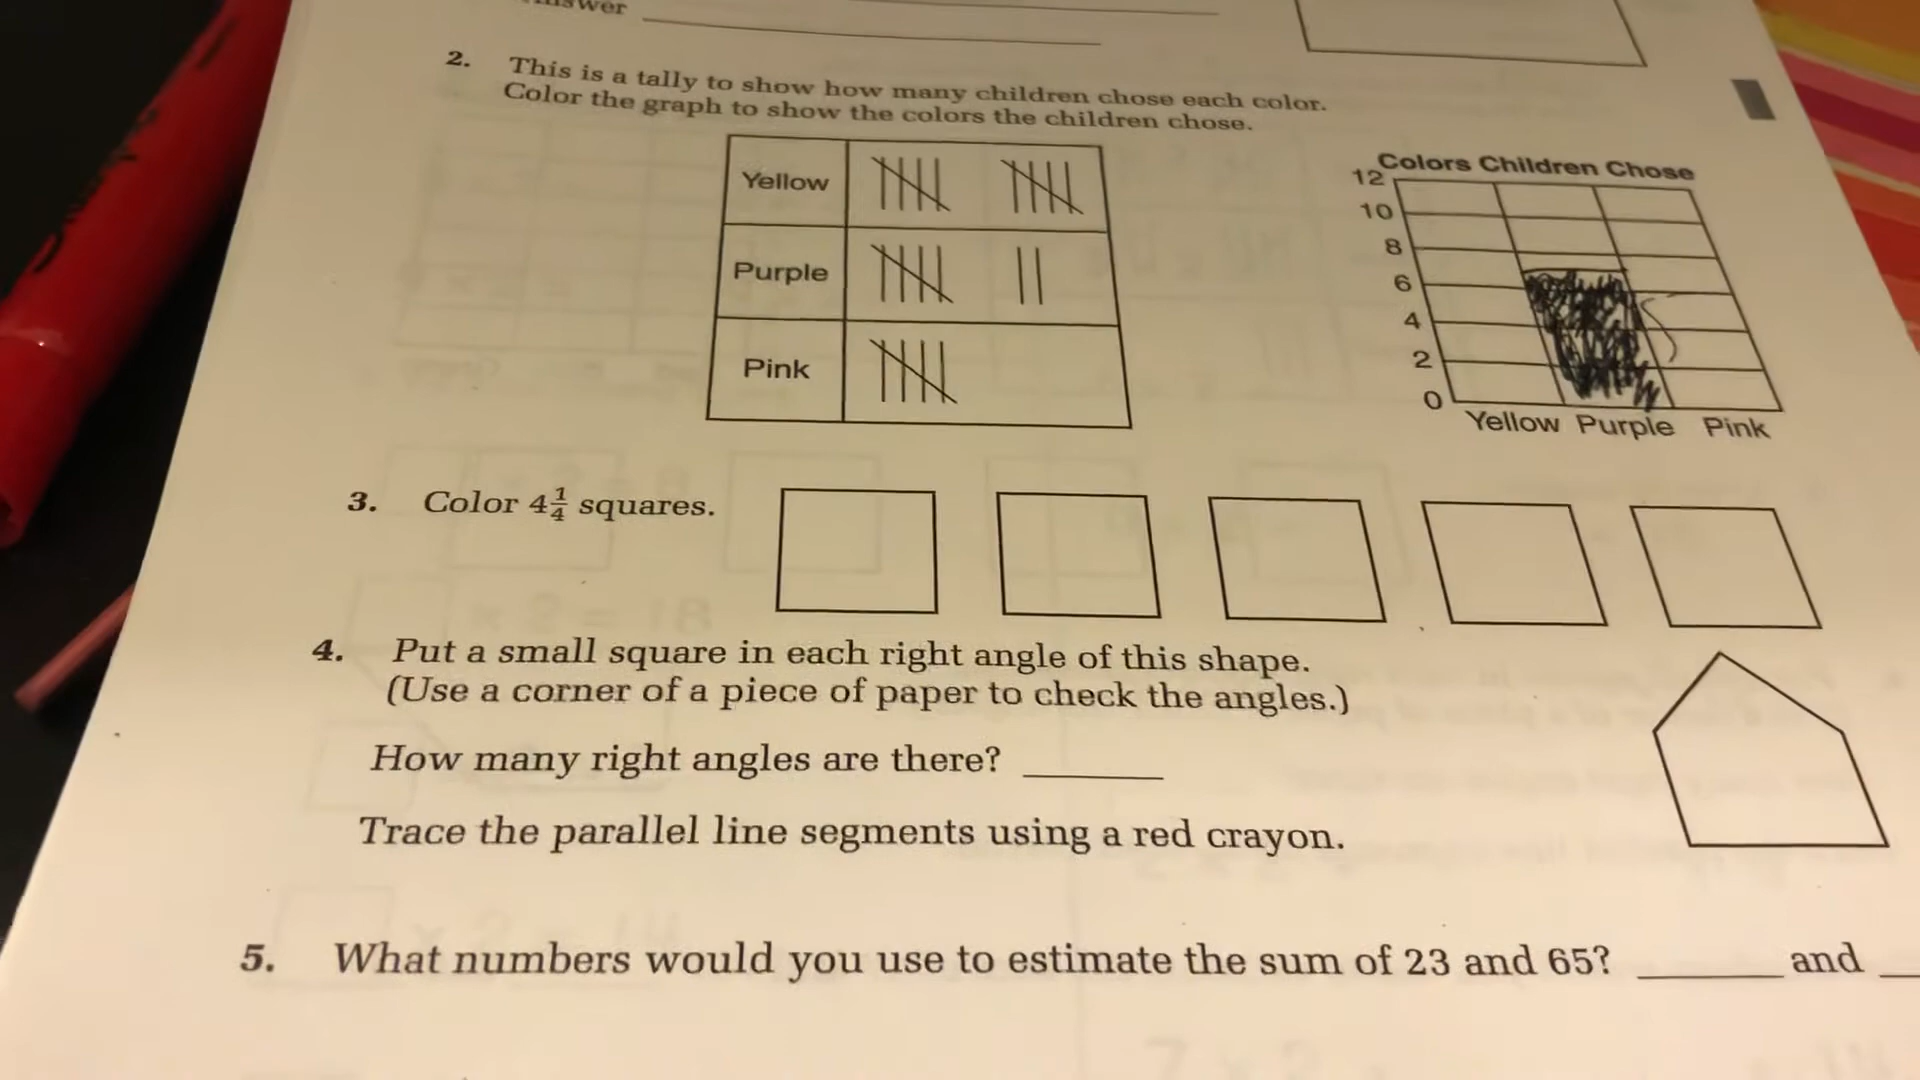 2. This is a tally to show how many children chose each color.
Color the graph to show the colors the children chose.
Yellow
Purple
Pink
Colors Children Chose
12
10
8
6
4
2
0
Yellow Purple Pink
3. Color 4 1/4 squares.
4. Put a small square in each right angle of this shape.
(Use a corner of a piece of paper to check the angles.)
How many right angles are there?
Trace the parallel line segments using a red crayon.
5. What numbers would you use to estimate the sum of 23 and 65? ______ and __